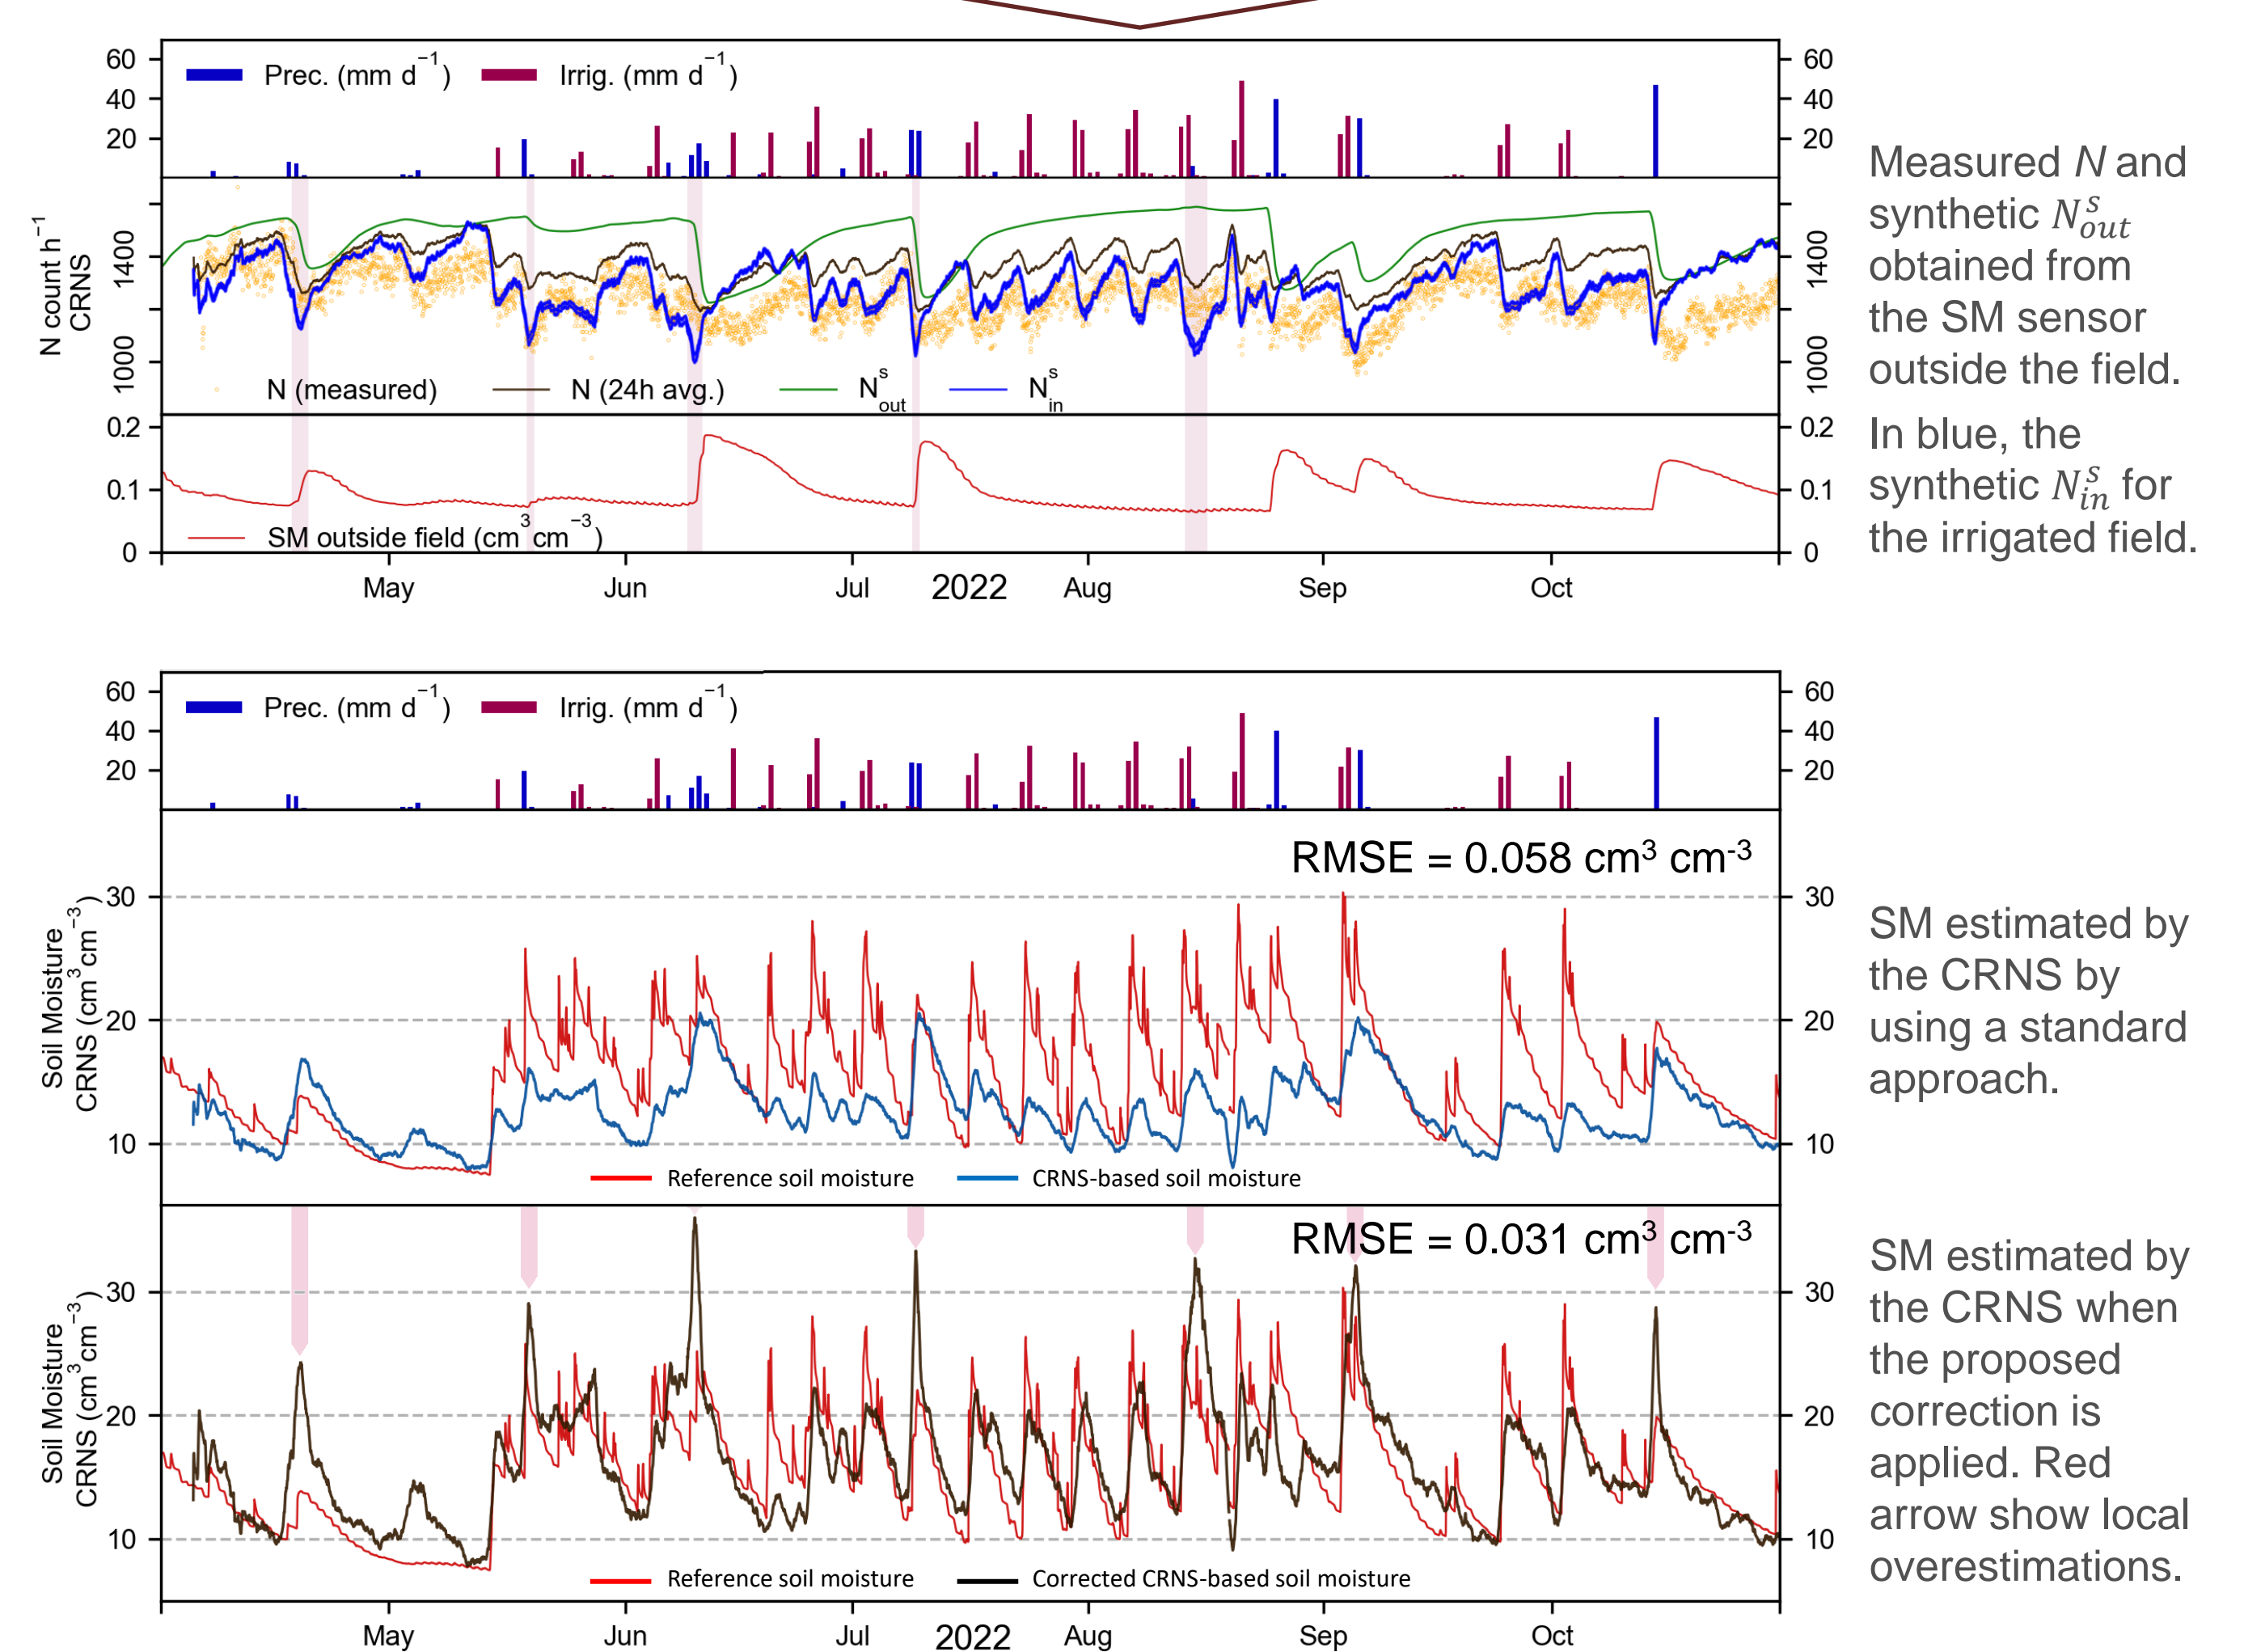 60
40
20
Prec. (mm d−1)
Irrig. (mm d−1)
60
40
20
N count h−1
CRNS
1400
1000
1400
1000
N (measured)
N (24h avg.)
N s out
N s in
0.2
0.1
0
0.2
0.1
0
SM outside field (cm3 cm−3)
May
Jun
Jul
2022
Aug
Sep
Oct
Measured N and
synthetic N s out
obtained from
the SM sensor
outside the field.
In blue, the
synthetic N s in for
the irrigated field.
60
40
20
Prec. (mm d−1)
Irrig. (mm d−1)
60
40
20
RMSE = 0.058 cm3 cm-3
Soil Moisture
CRNS (cm3 cm−3)
30
20
10
30
20
10
Reference soil moisture
CRNS-based soil moisture
SM estimated by
the CRNS by
using a standard
approach.
RMSE = 0.031 cm3 cm-3
Soil Moisture
CRNS (cm3 cm−3)
30
20
10
30
20
10
Reference soil moisture
Corrected CRNS-based soil moisture
May
Jun
Jul
2022
Aug
Sep
Oct
SM estimated by
the CRNS when
the proposed
correction is
applied. Red
arrow show local
overestimations.